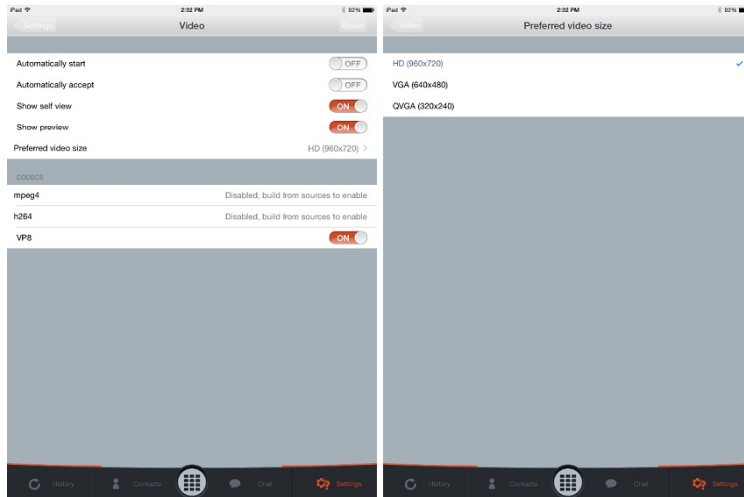 iPad 2:32 PM 92%
Settings Video About
Automatically start OFF
Automatically accept OFF
Show self view ON
Show preview ON
Preferred video size HD (960x720)
CODECS
mpeg4 Disabled, build from sources to enable
h264 Disabled, build from sources to enable
VP8 ON
History Contacts Chat Settings
iPad 2:32 PM 92%
Video Preferred video size
HD (960x720)
VGA (640x480)
QVGA (320x240)
History Contacts Chat Settings